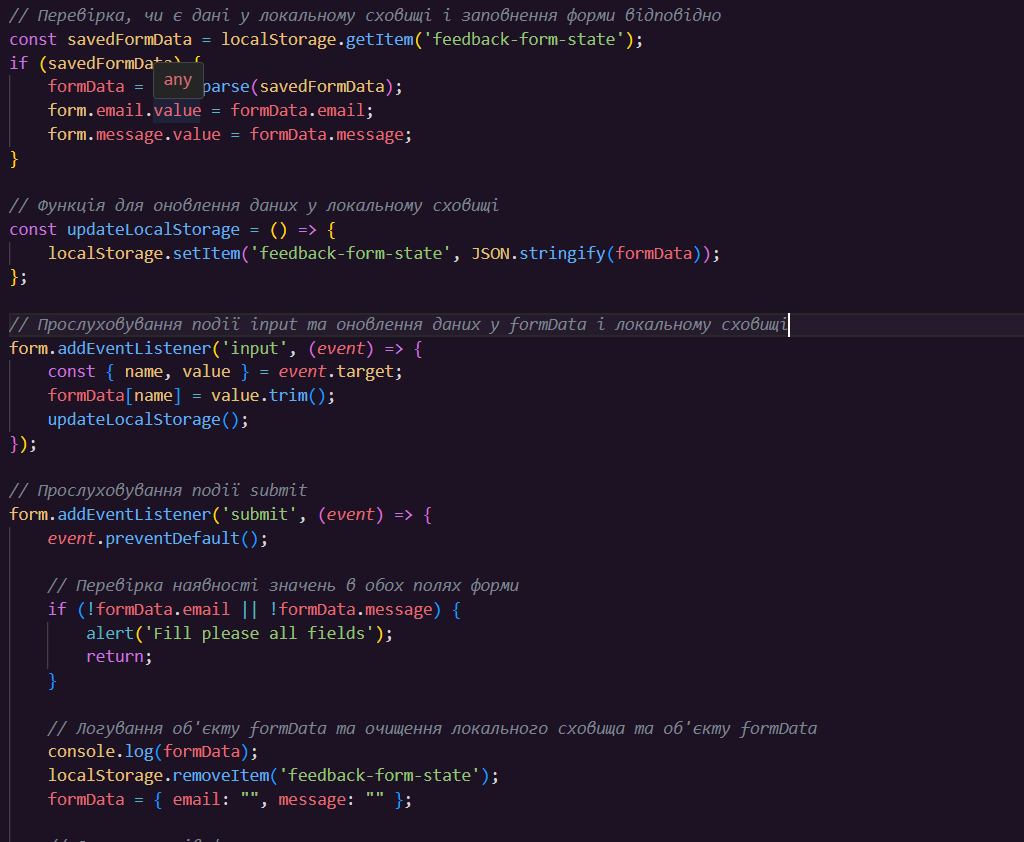 // Перевірка, чи є дані у локальному сховищі і заповнення форми відповідно
const savedFormData = localStorage.getItem('feedback-form-state');
if (savedFormData) {
any
formData = parse(savedFormData);
form.email.value = formData.email;
form.message.value = formData.message;
}
// Функція для оновлення даних у локальному сховищі
const updateLocalStorage = () => {
localStorage.setItem('feedback-form-state', JSON.stringify(formData));
};
// Прослуховування події input та оновлення даних у formData і локальному сховищі
form.addEventListener('input', (event) => {
const { name, value } = event.target;
formData[name] = value.trim();
updateLocalStorage();
});
// Прослуховування події submit
form.addEventListener('submit', (event) => {
event.preventDefault();
// Перевірка наявності значень в обох полях форми
if (!formData.email || !formData.message) {
alert('Fill please all fields');
return;
}
// Логування об'єкту formData та очищення локального сховища та об'єкту formData
console.log(formData);
localStorage.removeItem('feedback-form-state');
formData = { email: "", message: "" };